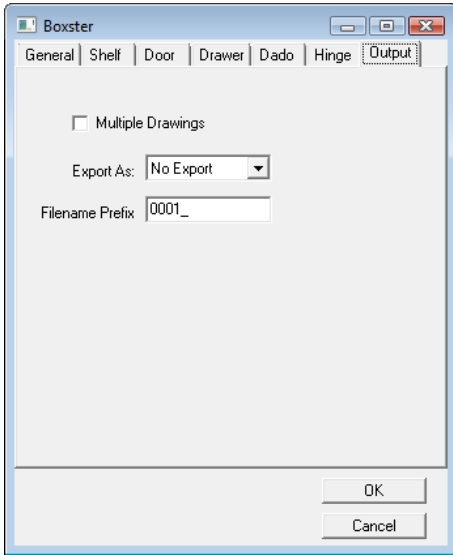 Boxster
General Shelf Door Drawer Dado Hinge Output
Multiple Drawings
Export As: No Export
Filename Prefix 0001_
OK
Cancel